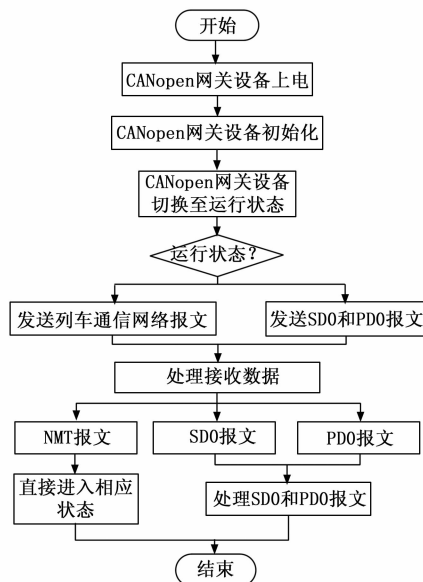 开始
CANopen网关设备上电
CANopen网关设备初始化
CANopen网关设备
切换至运行状态
运行状态?
发送列车通信网络报文
发送SDO和PDO报文
处理接收数据
NMT报文
SDO报文
PDO报文
直接进入相应
状态
处理SDO和PDO报文
结束